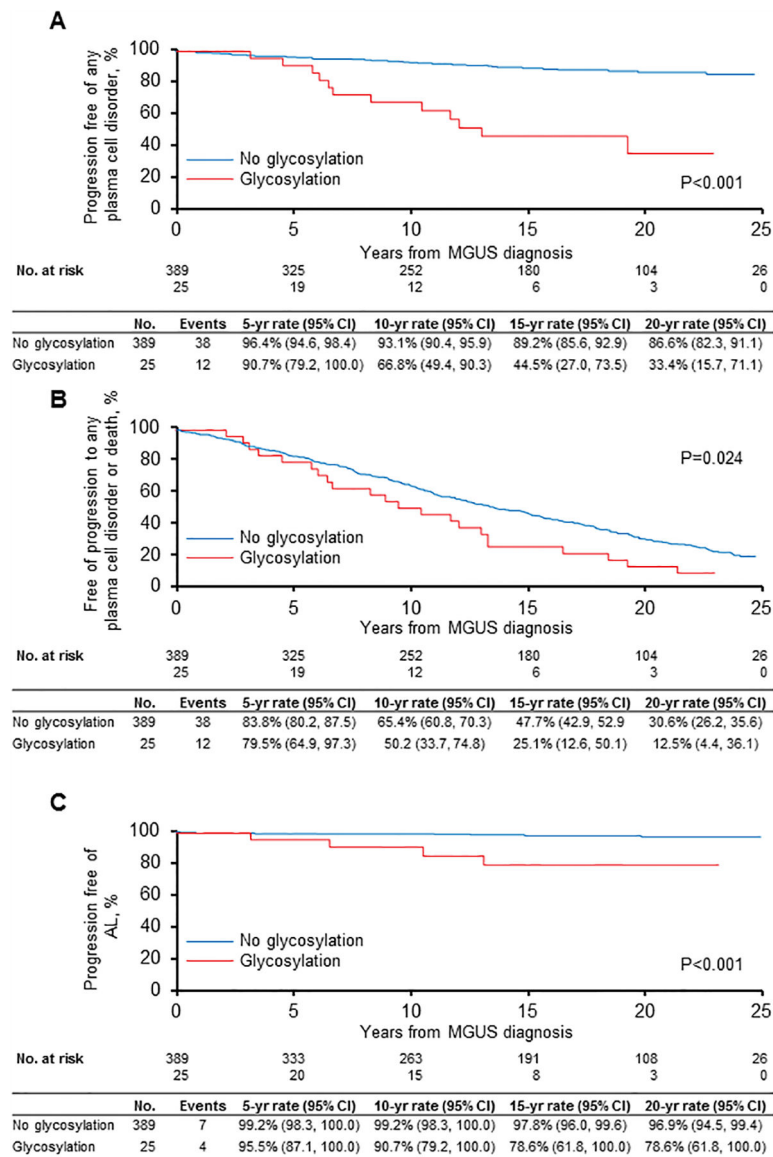 A
Progression free of any
plasma cell disorder, %
100
80
60
40
20
80
0
No glycosylation
Glycosylation
P<0.001
0 5 10 15 20 25
Years from MGUS diagnosis
No. at risk
389 325 252 180 104 26
25 19 12 6 3 0
No. Events 5-yr rate (95% CI) 10-yr rate (95% CI) 15-yr rate (95% CI) 20-yr rate (95% CI)
No glycosylation 389 38 96.4% (94.6, 98.4) 93.1% (90.4, 95.9) 89.2% (85.6, 92.9) 86.6% (82.3, 91.1)
Glycosylation 25 12 90.7% (79.2, 100.0) 66.8% (49.4, 90.3) 44.5% (27.0, 73.5) 33.4% (15.7, 71.1)
B
Free of progression to any
plasma cell disorder or death, %
100
80
60
40
20
0
P=0.024
No glycosylation
Glycosylation
0 5 10 15 20 25
Years from MGUS diagnosis
No. at risk
389 325 252 180 104 26
25 19 12 6 3 0
No. Events 5-yr rate (95% CI) 10-yr rate (95% CI) 15-yr rate (95% CI) 20-yr rate (95% CI)
No glycosylation 389 38 83.8% (80.2, 87.5) 65.4% (60.8, 70.3) 47.7% (42.9, 52.9 30.6% (26.2, 35.6)
Glycosylation 25 12 79.5% (64.9, 97.3) 50.2 (33.7, 74.8) 25.1% (12.6, 50.1) 12.5% (4.4, 36.1)
C
Progression free of
AL, %
100
80
60
40
20
0
No glycosylation
Glycosylation
P<0.001
0 5 10 15 20 25
Years from MGUS diagnosis
No. at risk
389 333 263 191 108 26
25 20 15 8 3 0
No. Events 5-yr rate (95% CI) 10-yr rate (95% CI) 15-yr rate (95% CI) 20-yr rate (95% CI)
No glycosylation 389 7 99.2% (98.3, 100.0) 99.2% (98.3, 100.0) 97.8% (96.0, 99.6) 96.9% (94.5, 99.4)
Glycosylation 25 4 95.5% (87.1, 100.0) 90.7% (79.2, 100.0) 78.6% (61.8, 100.0) 78.6% (61.8, 100.0)